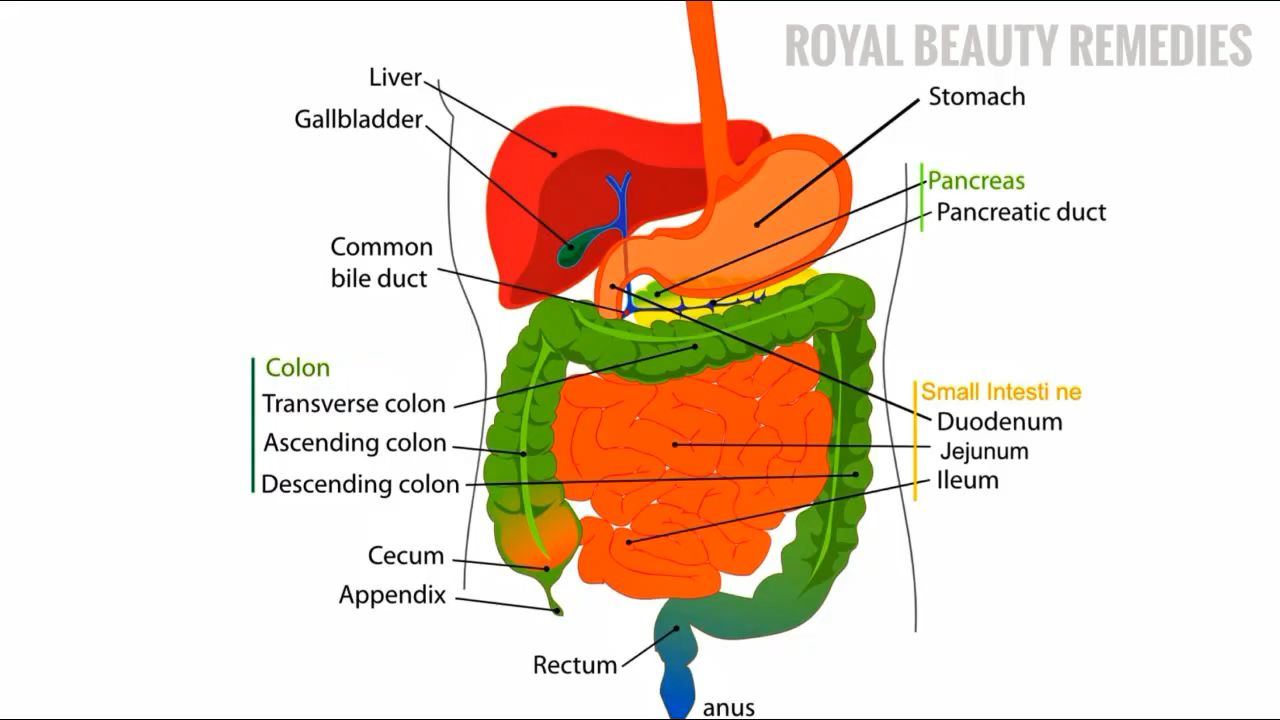 ROYAL BEAUTY REMEDIES
Liver
Gallbladder
Common
bile duct
Colon
Transverse colon
Ascending colon
Descending colon
Cecum
Appendix
Rectum
anus
Stomach
Pancreas
Pancreatic duct
Small Intesti ne
Duodenum
Jejunum
Ileum